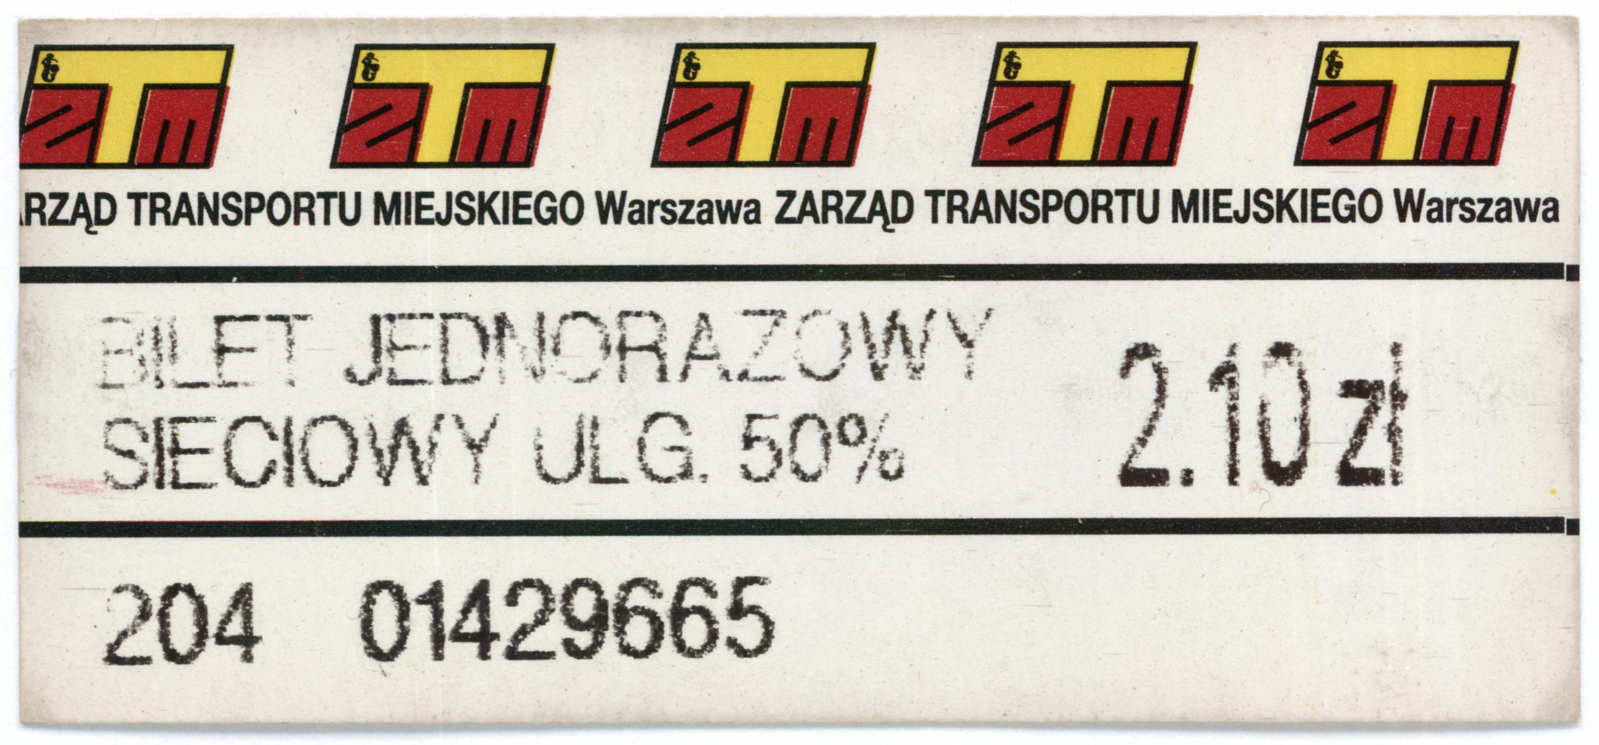 ZTM ZTM ZTM ZTM ZTM
ARZĄD TRANSPORTU MIEJSKIEGO Warszawa ZARZĄD TRANSPORTU MIEJSKIEGO Warszawa
BILET JEDNORAZOWY
SIECIOWY ULG. 50%
2.10 zł
204 01429665